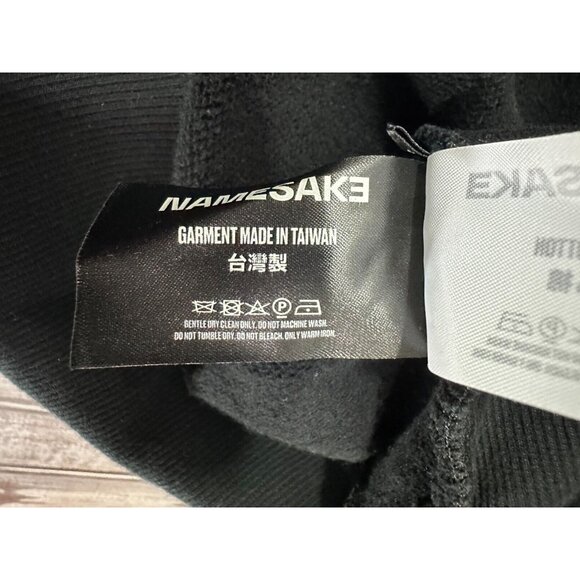 NAMESAKE
GARMENT MADE IN TAIWAN
台灣製
P
GENTLE DRY CLEAN ONLY. DO NOT MACHINE WASH.
DO NOT TUMBLE DRY. DO NOT BLEACH. ONLY WARM IRON.